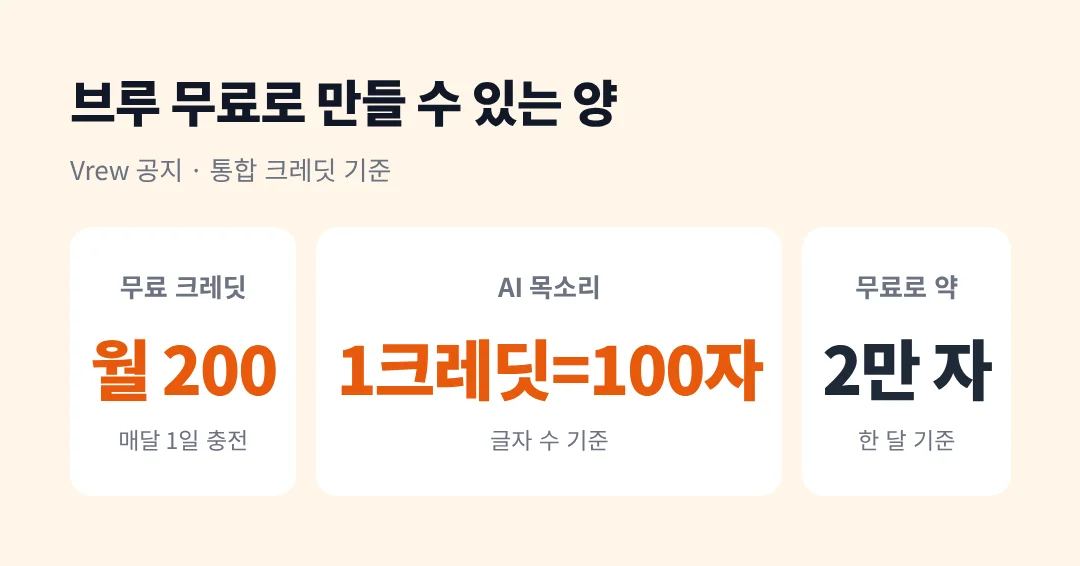 브루 무료로 만들 수 있는 양
Vrew 공지 · 통합 크레딧 기준
무료 크레딧
월 200
매달 1일 충전
AI 목소리
1크레딧=100자
글자 수 기준
무료로 약
2만 자
한 달 기준